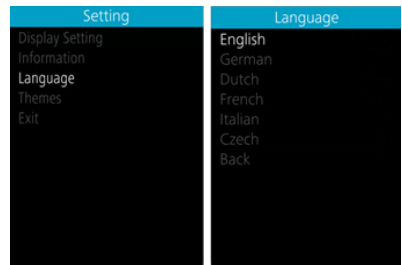 Setting
Display Setting
Information
Language
Themes
Exit
Language
English
German
Dutch
French
Italian
Czech
Back